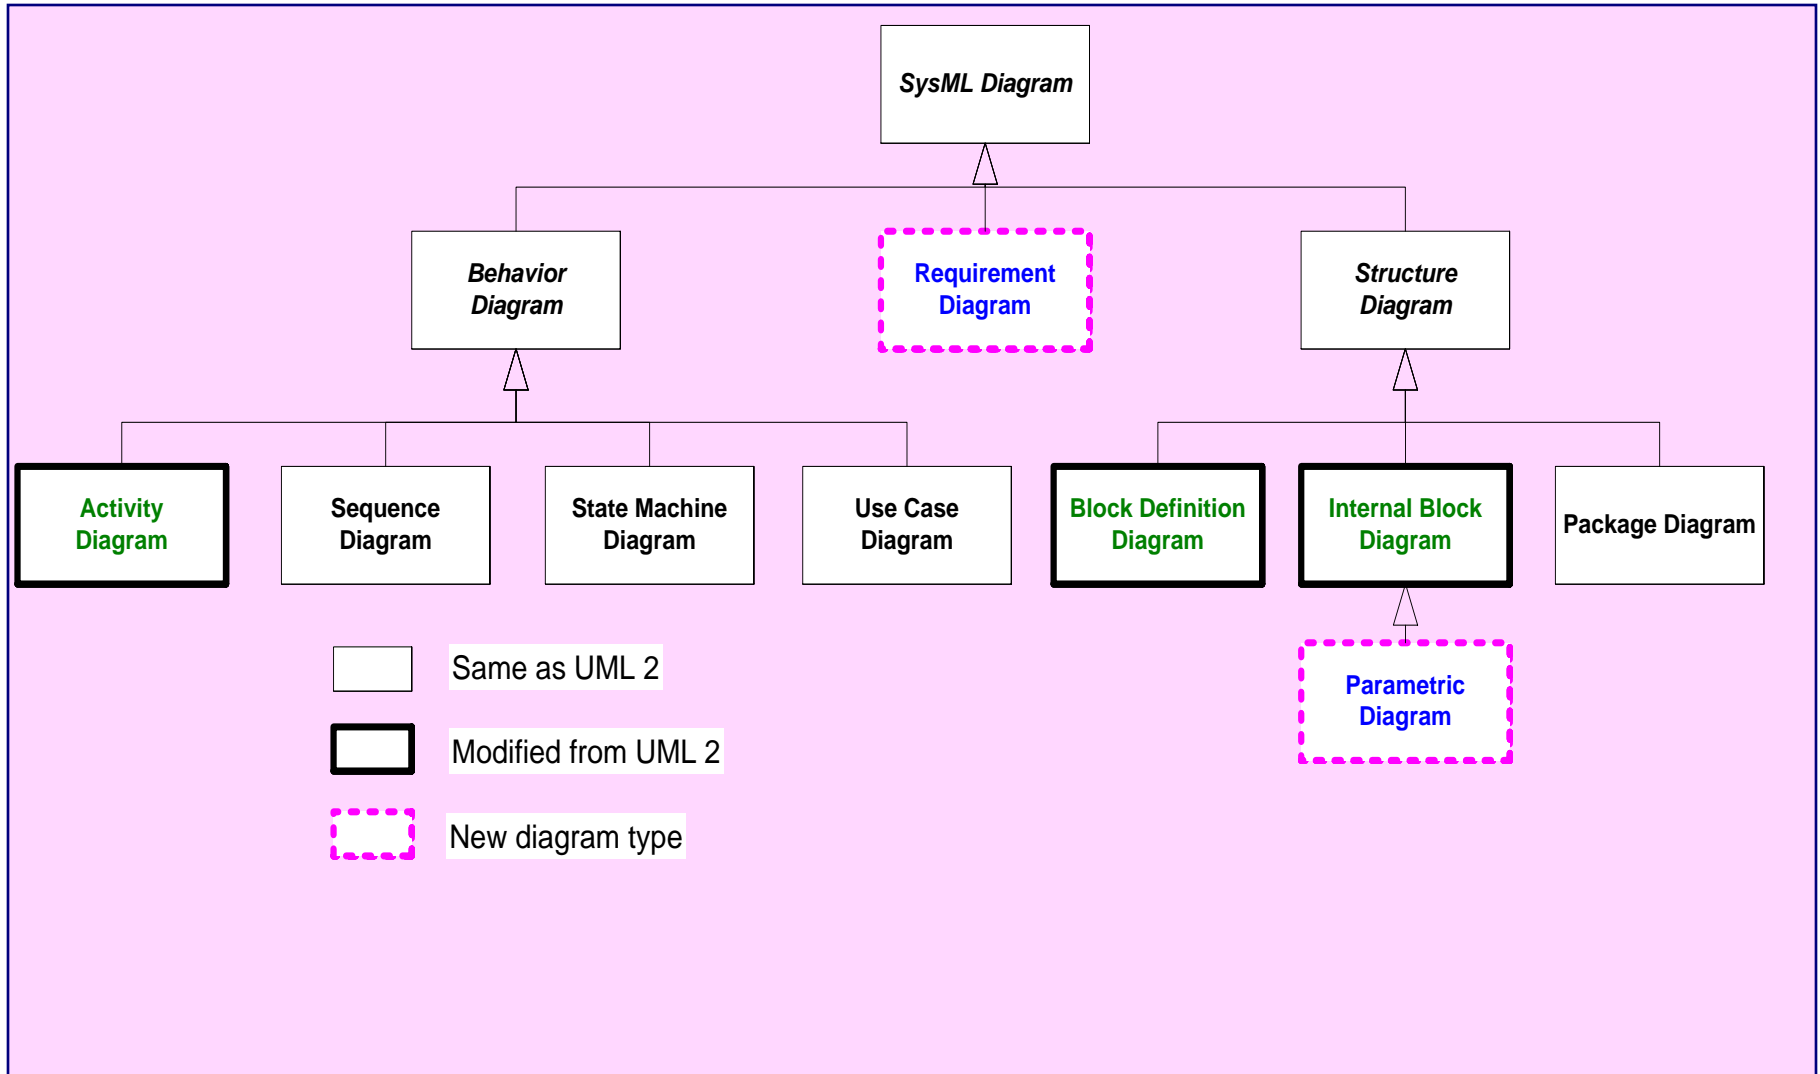 SysML Diagram
Behavior
Diagram
Requirement
Diagram
Structure
Diagram
Activity
Diagram
Sequence
Diagram
State Machine
Diagram
Use Case
Diagram
Block Definition
Diagram
Internal Block
Diagram
Package Diagram
Parametric
Diagram
Same as UML 2
Modified from UML 2
New diagram type